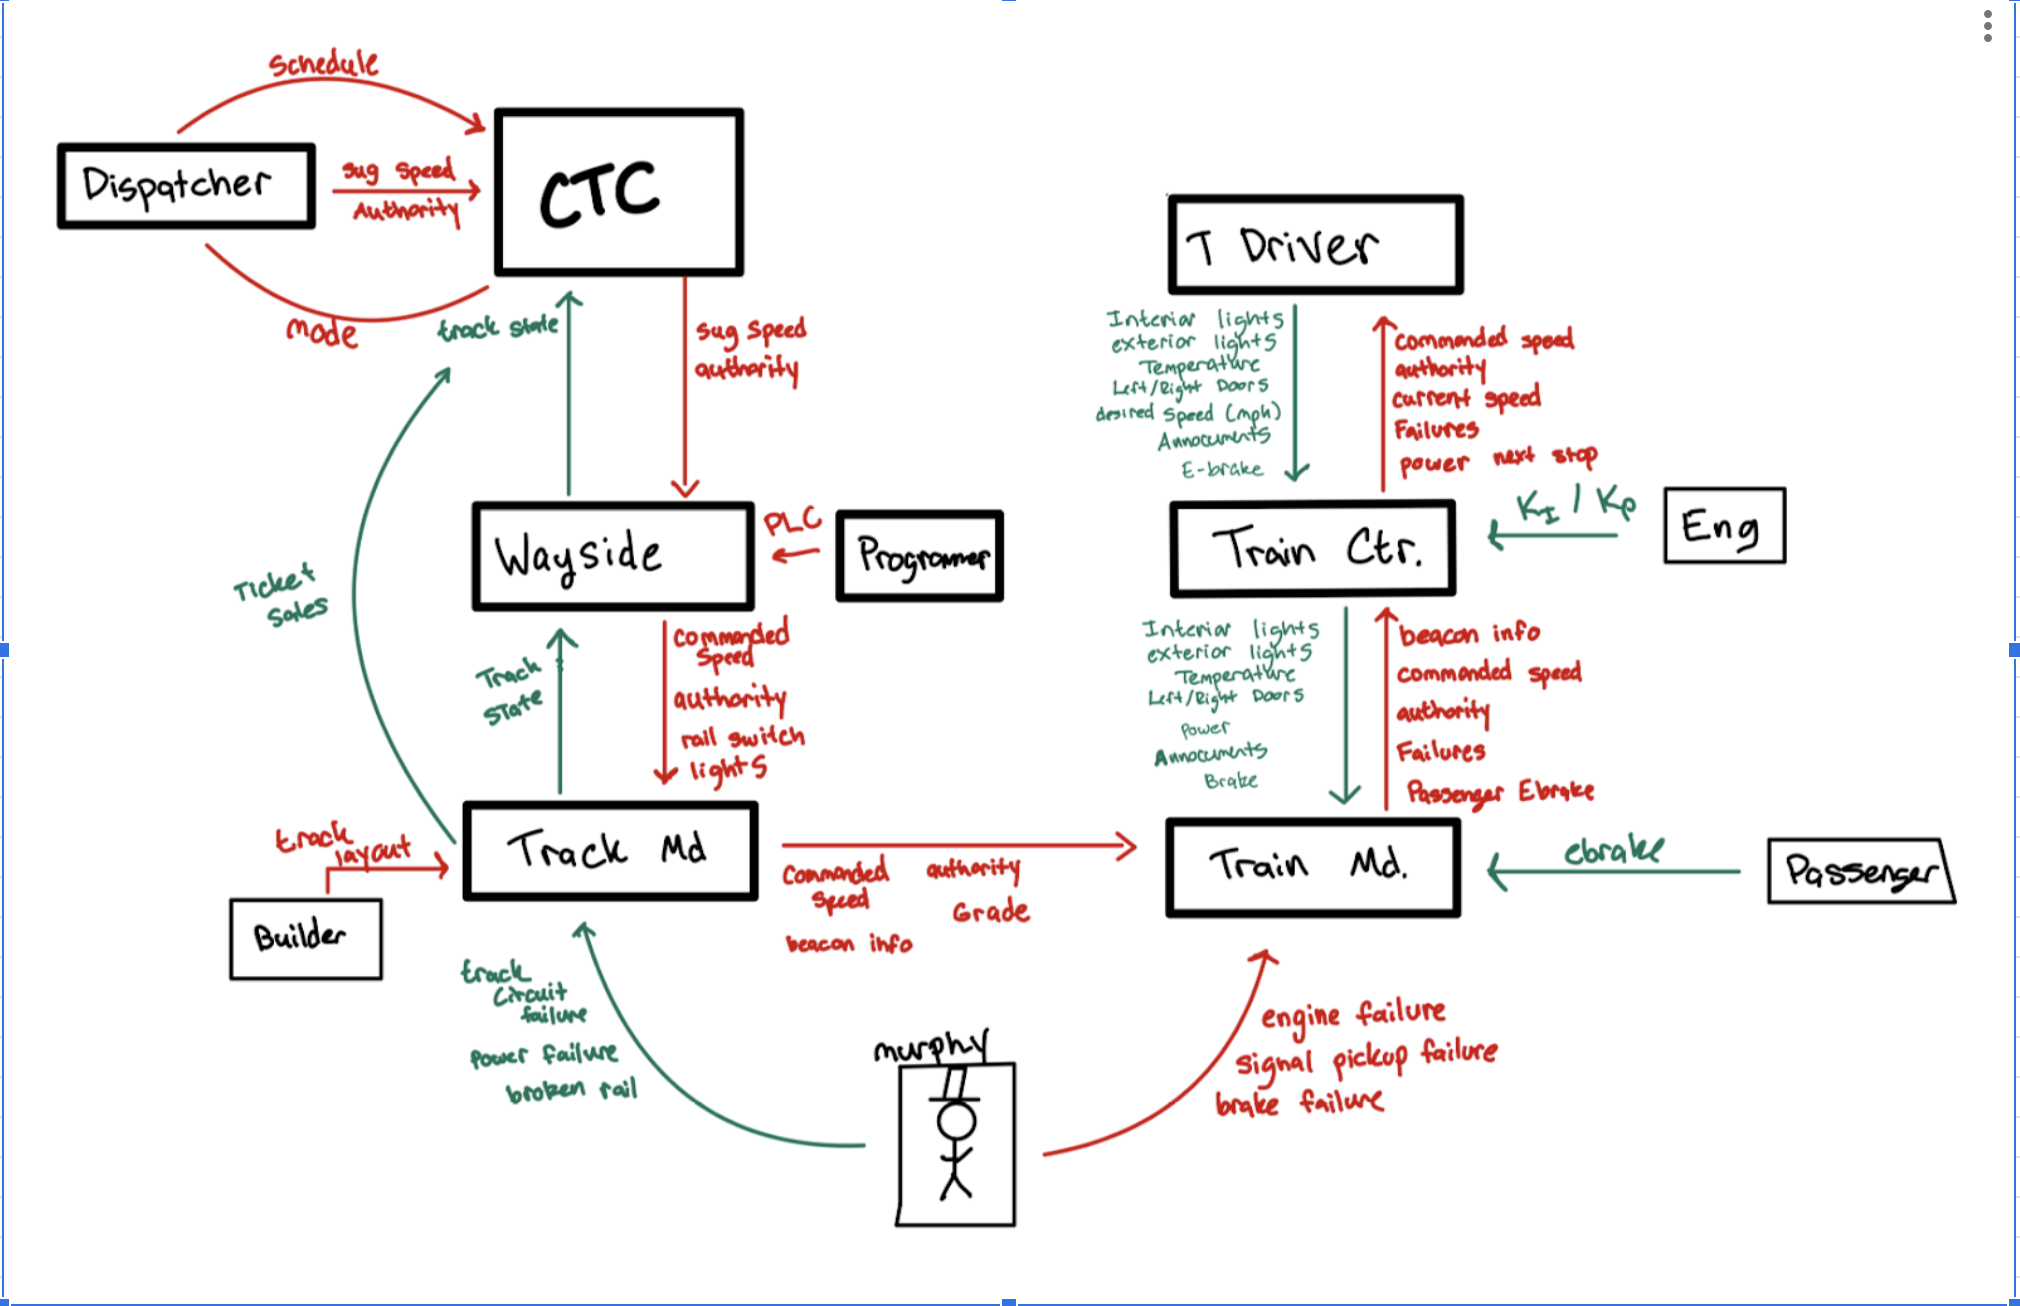 Schedule
Dispatcher
sug speed
Authority
mode
CTC
track state
sug speed
authority
Ticket
Sales
Wayside
PLC
Programmer
Track
State
commanded
Speed
authority
rail switch
lights
track
layout
Builder
Track Md
Commanded
Speed
authority
Grade
beacon info
track
Circuit
failure
power failure
broken rail
murphy
engine failure
signal pickup failure
brake failure
T Driver
Interior lights
exterior lights
Temperature
Left/Right Doors
desired Speed (mph)
Annocuments
E-brake
commanded speed
authority
current speed
Failures
power next stop
Train Ctr.
KI / Kp
Eng
Interior lights
exterior lights
Temperature
Left/Right Doors
Power
Annocuments
Brake
beacon info
commanded speed
authority
Failures
Passenger Ebrake
Train Md.
ebrake
Passenger